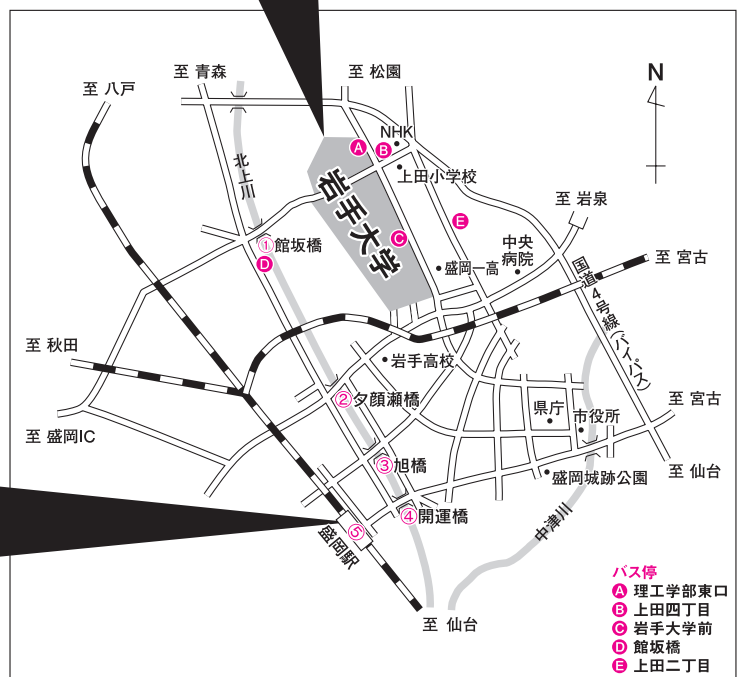 至 青森
至 松園
至 八戸
N
NHK
A
B
北上川
上田小学校
岩手大学
至 岩泉
E
C
①館坂橋
D
中央
病院
盛岡一高
至 宮古
国道4号線(バイパス)
至 秋田
岩手高校
②夕顔瀬橋
県庁
市役所
至 宮古
至 盛岡IC
③旭橋
至 仙台
盛岡城跡公園
④開運橋
⑤
盛岡駅
中津川
至 仙台
バス停
A 理工学部東口
B 上田四丁目
C 岩手大学前
D 館坂橋
E 上田二丁目